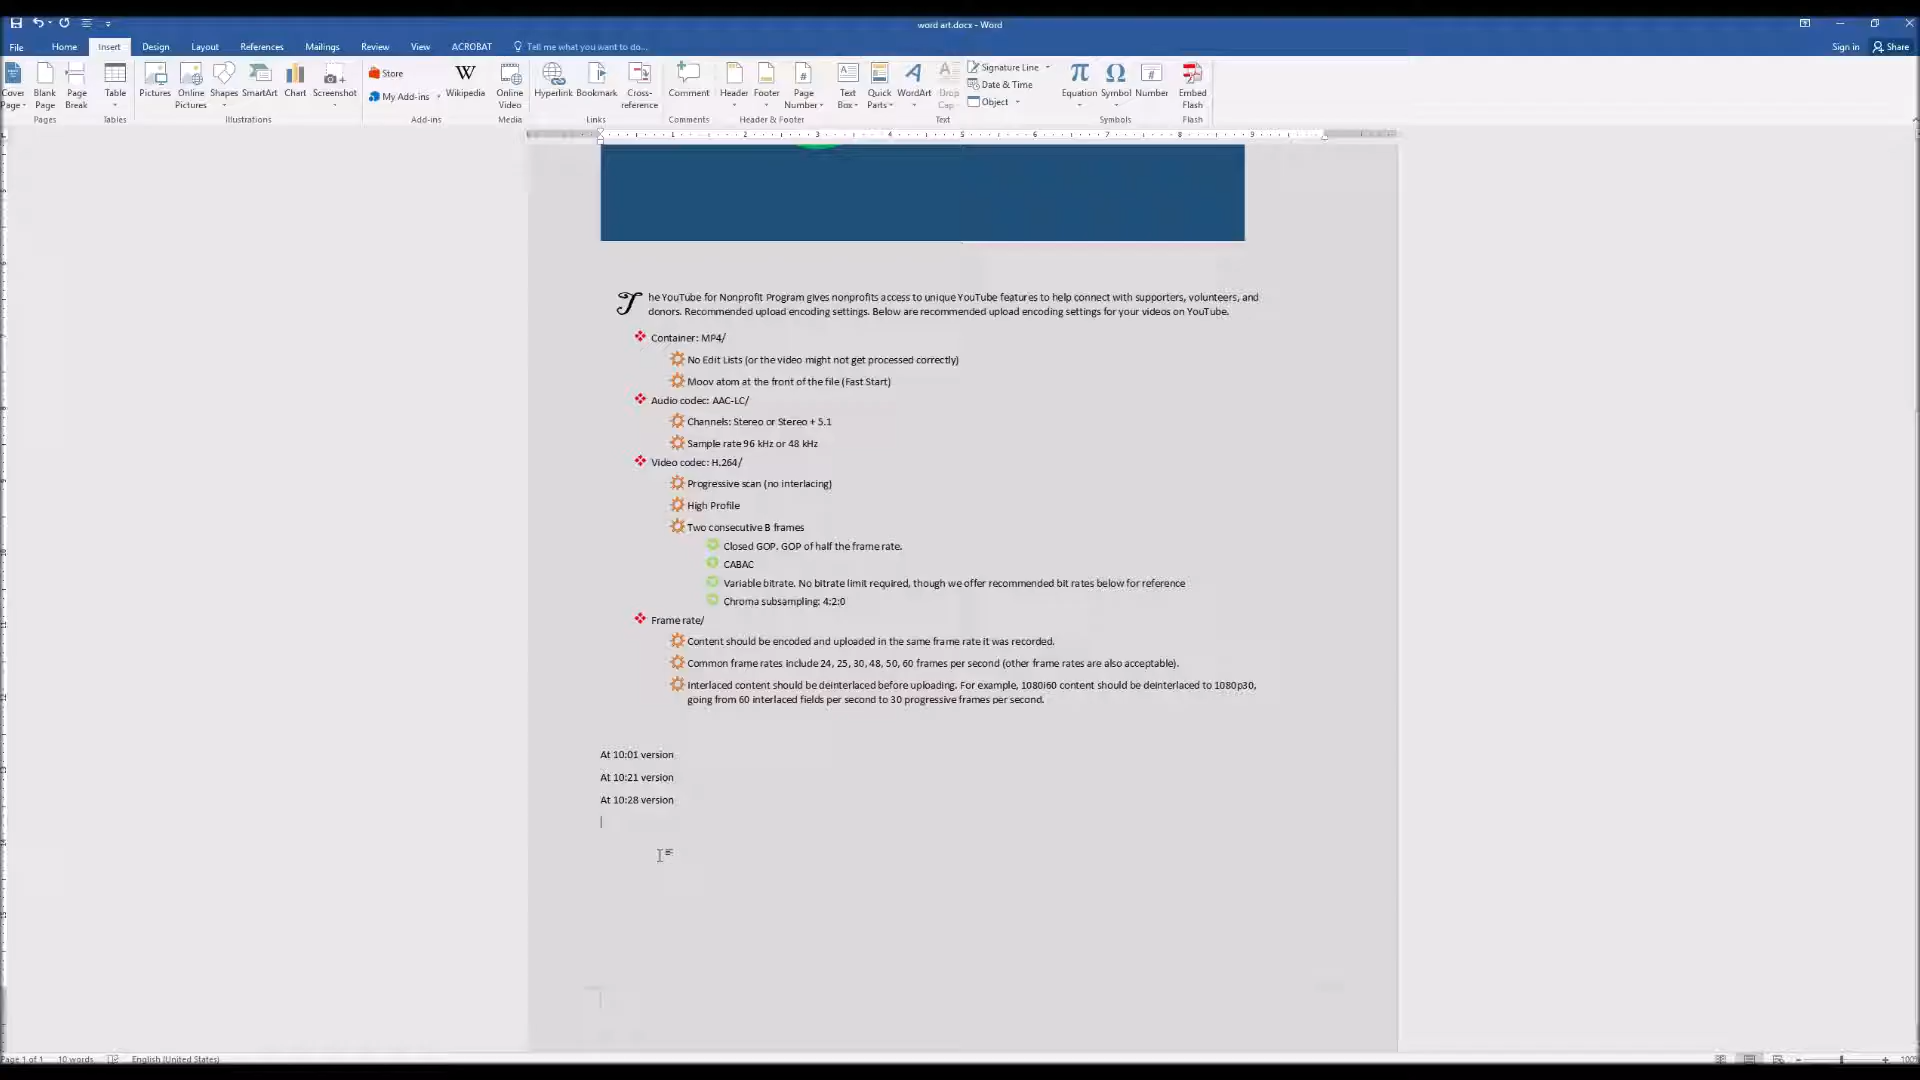 word art.docx - Word
File Home Insert Design Layout References Mailings Review View ACROBAT Tell me what you want to do...
Sign in Share
Cover Page
Blank Page
Page Break
Table
Pictures
Online Pictures
Shapes
SmartArt
Chart
Screenshot
Store
My Add-ins
Wikipedia
Online Video
Hyperlink
Bookmark
Cross-reference
Comment
Header
Footer
Page Number
Text Box
Quick Parts
WordArt
Drop Cap
Signature Line
Date & Time
Object
Equation
Symbol
Number
Embed Flash
Pages Tables Illustrations Add-ins Media Links Comments Header & Footer Text Symbols Flash
1 2 3 4 5 6 7 8 9
The YouTube for Nonprofit Program gives nonprofits access to unique YouTube features to help connect with supporters, volunteers, and
donors. Recommended upload encoding settings. Below are recommended upload encoding settings for your videos on YouTube.
Container: MP4/
No Edit Lists (or the video might not get processed correctly)
Moov atom at the front of the file (Fast Start)
Audio codec: AAC-LC/
Channels: Stereo or Stereo + 5.1
Sample rate 96 kHz or 48 kHz
Video codec: H.264/
Progressive scan (no interlacing)
High Profile
Two consecutive B frames
Closed GOP. GOP of half the frame rate.
CABAC
Variable bitrate. No bitrate limit required, though we offer recommended bit rates below for reference
Chroma subsampling: 4:2:0
Frame rate/
Content should be encoded and uploaded in the same frame rate it was recorded.
Common frame rates include 24, 25, 30, 48, 50, 60 frames per second (other frame rates are also acceptable).
Interlaced content should be deinterlaced before uploading. For example, 1080i60 content should be deinterlaced to 1080p30,
going from 60 interlaced fields per second to 30 progressive frames per second.
At 10:01 version
At 10:21 version
At 10:28 version
Page 1 of 1 10 words English (United States)
100%